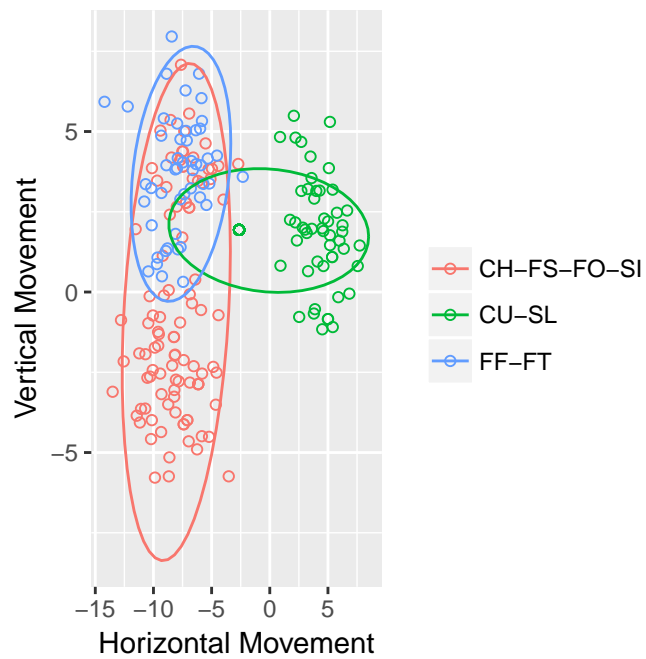 5
0
−5
−15 −10 −5 0 5
Horizontal Movement
Vertical Movement
CH−FS−FO−SI
CU−SL
FF−FT